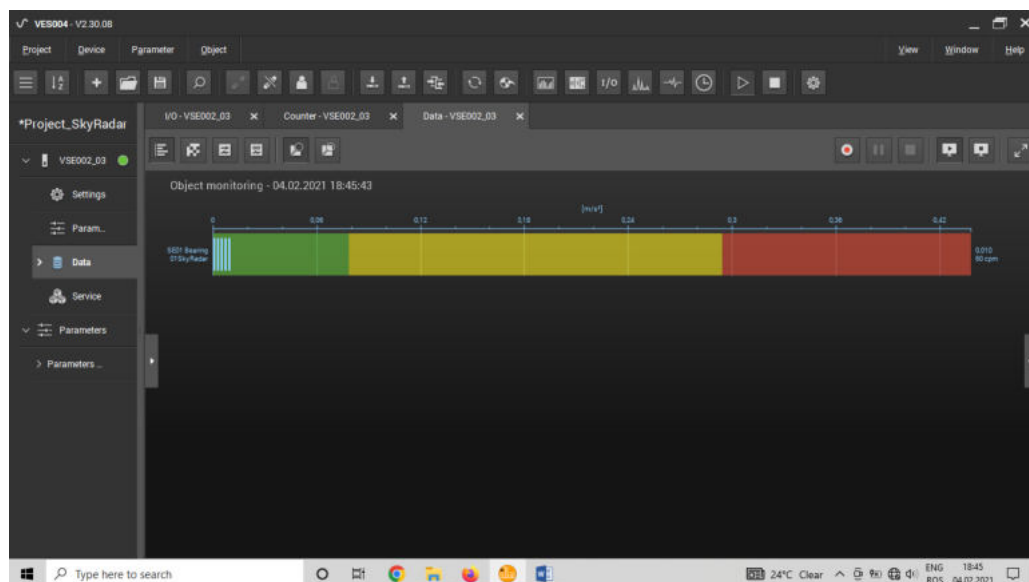 VES004 - V2.30.08
Project Device Parameter Object View Window Help
I/O
*Project_SkyRadar
I/O - VSE002_03 Counter - VSE002_03 Data - VSE002_03
VSE002_03
Settings
Param...
Data
Service
Parameters
Parameters ...
Object monitoring - 04.02.2021 18:45:43
[m/s²]
0 0,06 0,12 0,18 0,24 0,3 0,36 0,42
SE01 Bearing
01SkyRadar
0,010
60 cpm
Type here to search
24°C Clear
ENG
BOS
18:45
04.02.2021